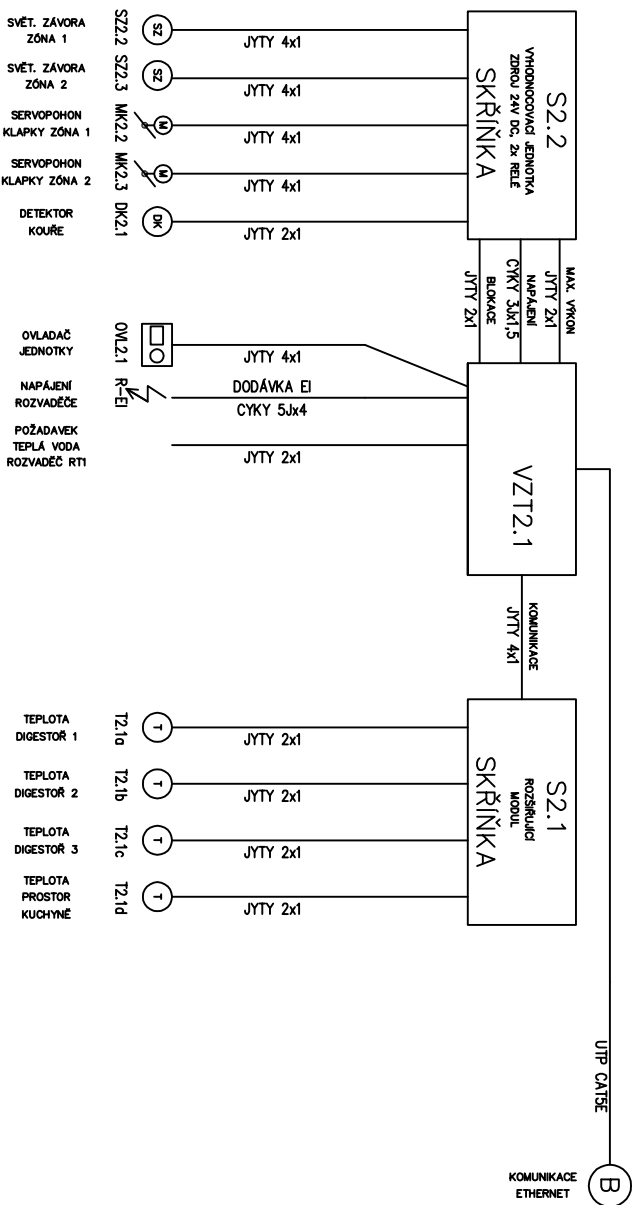 SVĚT. ZÁVORA
ZÓNA 1
SZ2.2
SZ
JYTY 4x1
SVĚT. ZÁVORA
ZÓNA 2
SZ2.3
SZ
JYTY 4x1
SERVOPOHON
KLAPKY ZÓNA 1
MK2.2
M
JYTY 4x1
SERVOPOHON
KLAPKY ZÓNA 2
MK2.3
M
JYTY 4x1
DETEKTOR
KOUŘE
DK2.1
DK
JYTY 2x1
S2.2
VYHODNOCOVACÍ JEDNOTKA
ZDROJ 24V DC, 2x RELÉ
SKŘÍŇKA
MAX. VÝKON
JYTY 2x1
NAPÁJENÍ
CYKY 3Jx1,5
BLOKACE
JYTY 2x1
OVLADAČ
JEDNOTKY
OVL2.1
JYTY 4x1
NAPÁJENÍ
ROZVADĚČE
R-EI
DODÁVKA EI
CYKY 5Jx4
POŽADAVEK
TEPLÁ VODA
ROZVADĚČ RT1
JYTY 2x1
VZT2.1
KOMUNIKACE
JYTY 4x1
TEPLOTA
DIGESTOŘ 1
T2.1a
T
JYTY 2x1
TEPLOTA
DIGESTOŘ 2
T2.1b
T
JYTY 2x1
TEPLOTA
DIGESTOŘ 3
T2.1c
T
JYTY 2x1
TEPLOTA
PROSTOR
KUCHYNĚ
T2.1d
T
JYTY 2x1
S2.1
ROZŠIŘUJÍCÍ
MODUL
SKŘÍŇKA
UTP CAT5E
KOMUNIKACE
ETHERNET
B